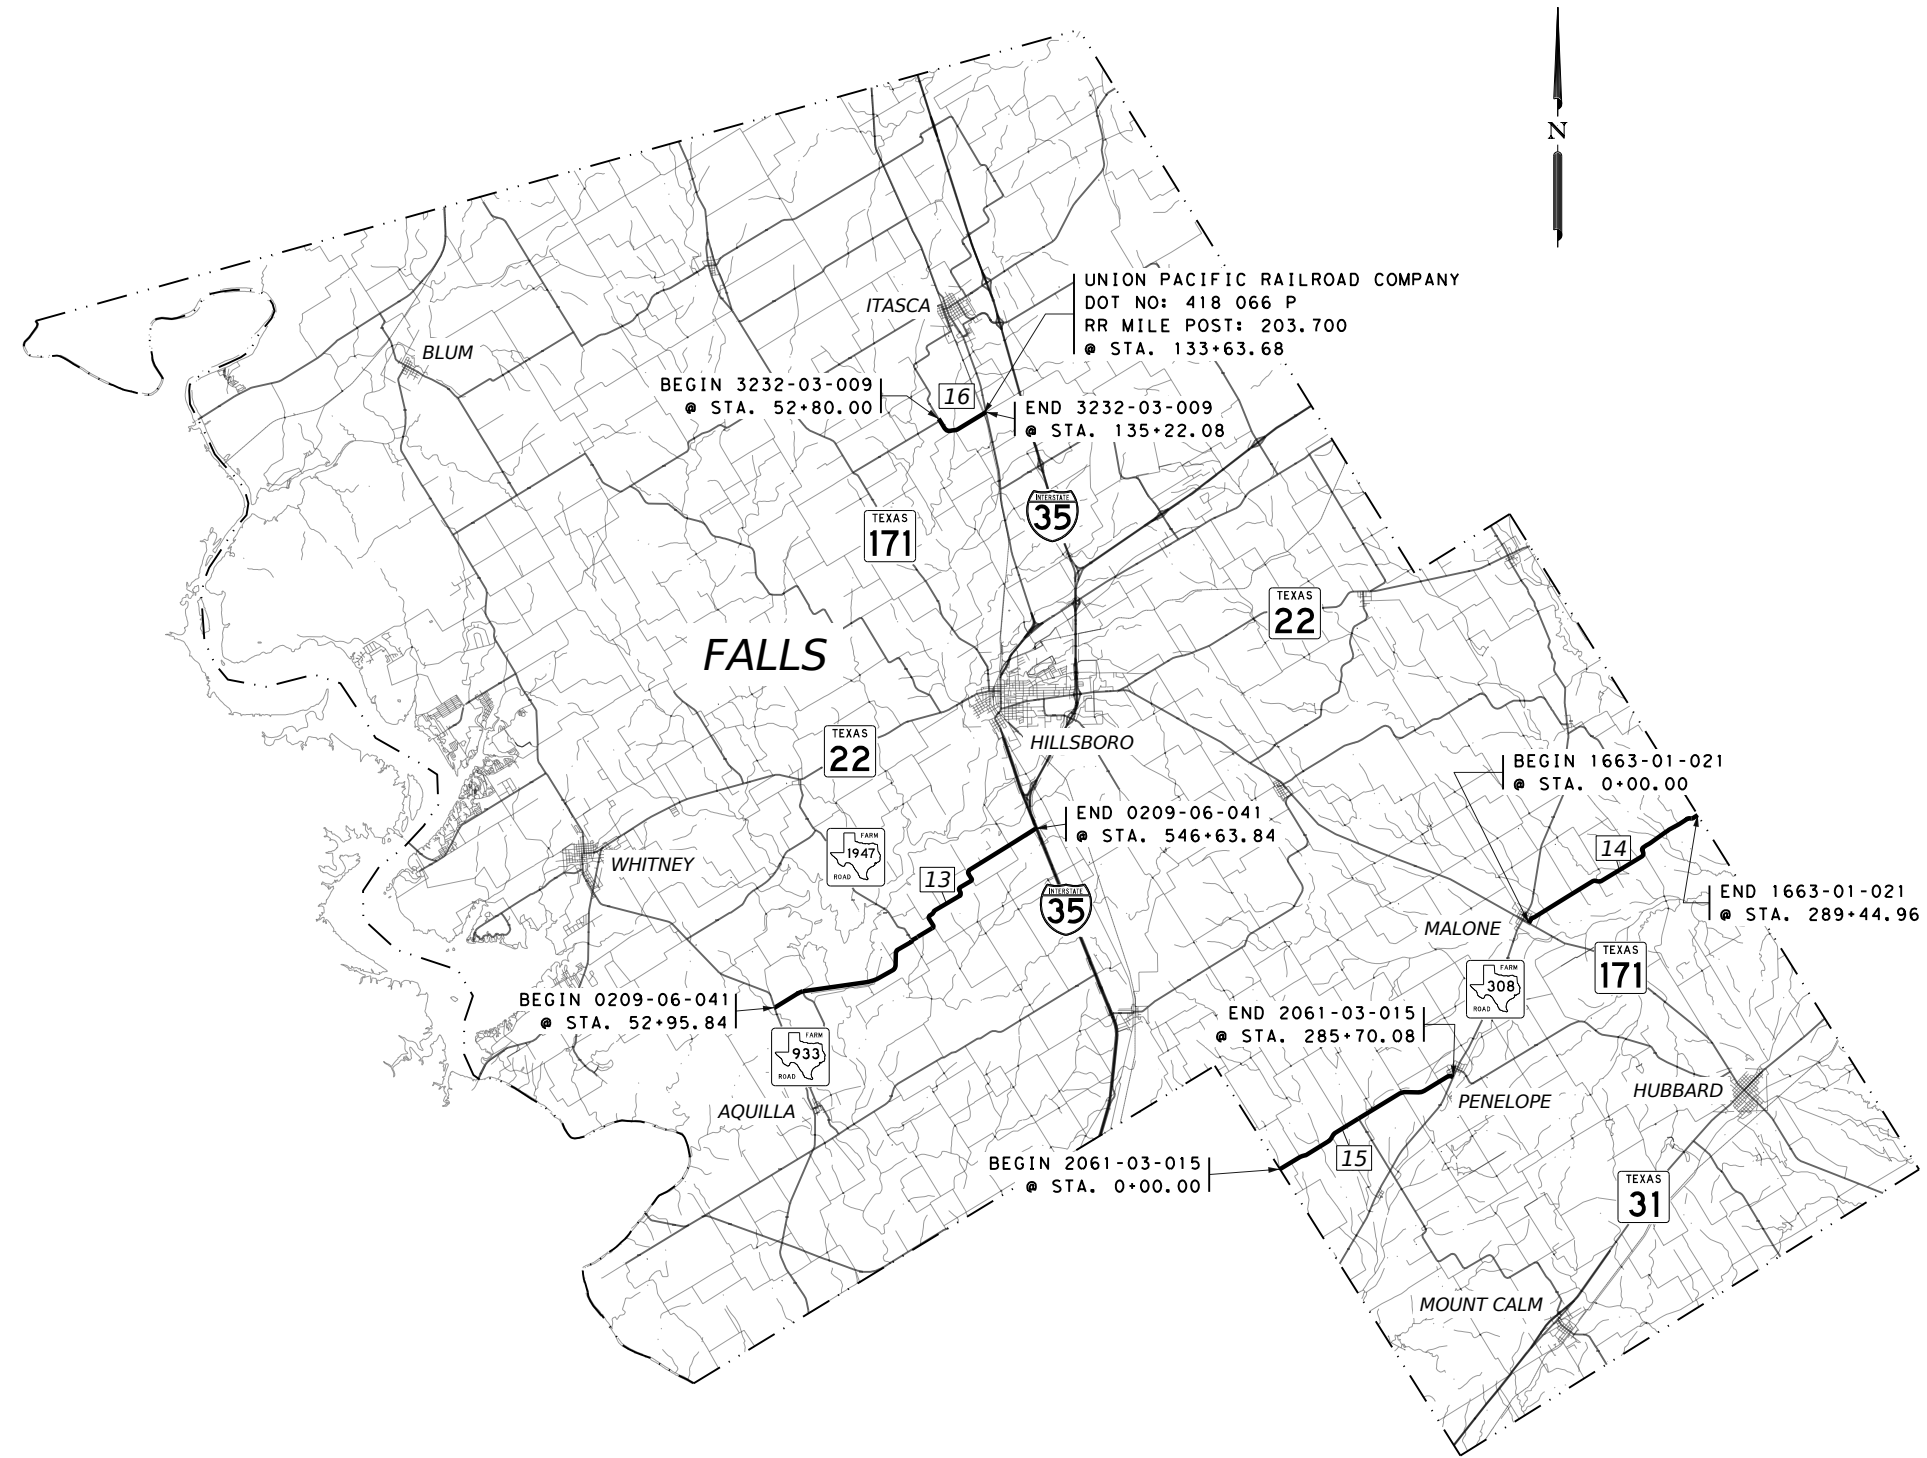 N
UNION PACIFIC RAILROAD COMPANY
DOT NO: 418 066 P
RR MILE POST: 203.700
@ STA. 133+63.68
ITASCA
BLUM
BEGIN 3232-03-009
@ STA. 52+80.00
16
END 3232-03-009
@ STA. 135+22.08
INTERSTATE
35
TEXAS
171
TEXAS
22
FALLS
TEXAS
22
HILLSBORO
BEGIN 1663-01-021
@ STA. 0+00.00
END 0209-06-041
@ STA. 546+63.84
FARM
1947
ROAD
WHITNEY
13
14
INTERSTATE
35
END 1663-01-021
@ STA. 289+44.96
MALONE
TEXAS
171
FARM
308
ROAD
BEGIN 0209-06-041
@ STA. 52+95.84
END 2061-03-015
@ STA. 285+70.08
FARM
933
ROAD
AQUILLA
PENELOPE
HUBBARD
BEGIN 2061-03-015
@ STA. 0+00.00
15
TEXAS
31
MOUNT CALM